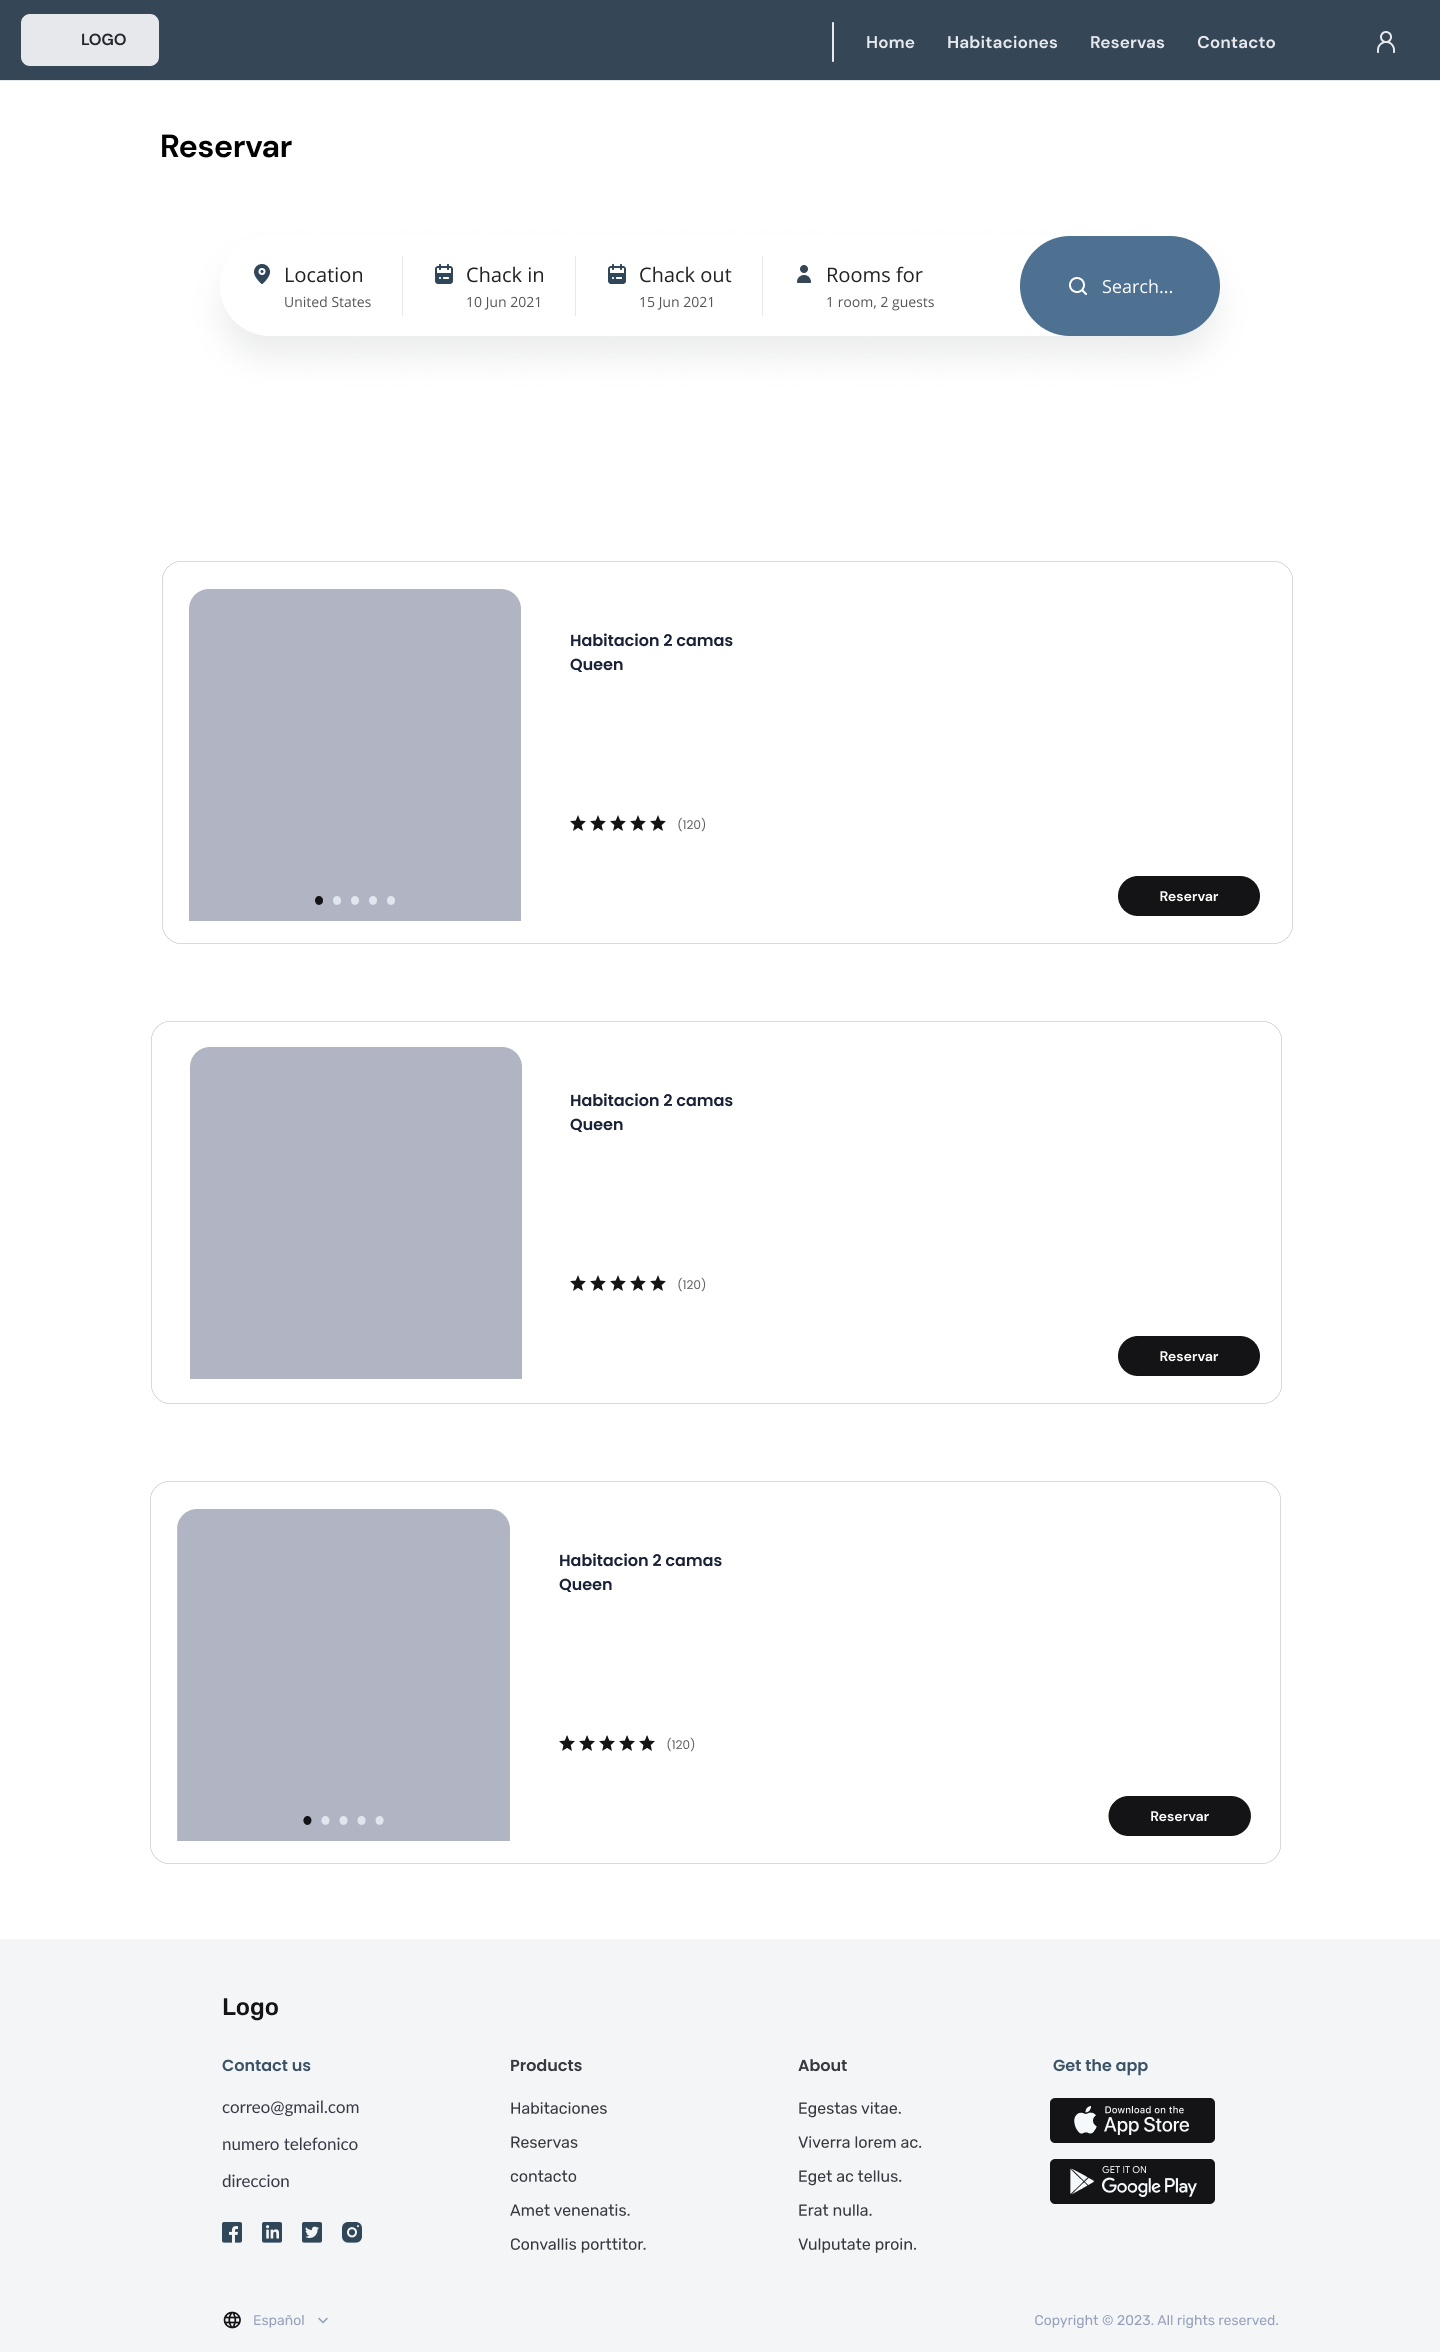 LOGO
Home Habitaciones Reservas Contacto
Reservar
Location
United States
Chack in
10 Jun 2021
Chack out
15 Jun 2021
Rooms for
1 room, 2 guests
Search...
Habitacion 2 camas
Queen
(120)
Reservar
Habitacion 2 camas
Queen
(120)
Reservar
Habitacion 2 camas
Queen
(120)
Reservar
Logo
Contact us
correo@gmail.com
numero telefonico
direccion
Products
Habitaciones
Reservas
contacto
Amet venenatis.
Convallis porttitor.
About
Egestas vitae.
Viverra lorem ac.
Eget ac tellus.
Erat nulla.
Vulputate proin.
Get the app
Download on the
App Store
GET IT ON
Google Play
Español
Copyright © 2023. All rights reserved.